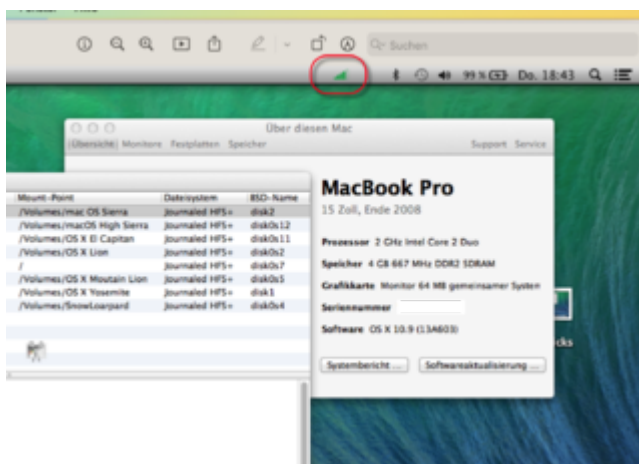 Suchen
99 % Do. 18:43
Über diesen Mac
Übersicht Monitore Festplatten Speicher
Support Service
Mount-Point Dateisystem BSD-Name
/Volumes/mac OS Sierra Journaled HFS+ disk2
/Volumes/macOS High Sierra Journaled HFS+ disk0s12
/Volumes/OS X El Capitan Journaled HFS+ disk0s11
/Volumes/OS X Lion Journaled HFS+ disk0s2
/ Journaled HFS+ disk0s7
/Volumes/OS X Moutain Lion Journaled HFS+ disk0s5
/Volumes/OS X Yosemite Journaled HFS+ disk1
/Volumes/SnowLoarpard Journaled HFS+ disk0s4
MacBook Pro
15 Zoll, Ende 2008
Prozessor 2 GHz Intel Core 2 Duo
Speicher 4 GB 667 MHz DDR2 SDRAM
Grafikkarte Monitor 64 MB gemeinsamer System
Seriennummer
Software OS X 10.9 (13A603)
Systembericht ...
Softwareaktualisierung ...
cks